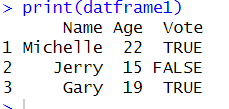 > print(datframe1)
Name Age Vote
1 Michelle 22 TRUE
2 Jerry 15 FALSE
3 Gary 19 TRUE
>